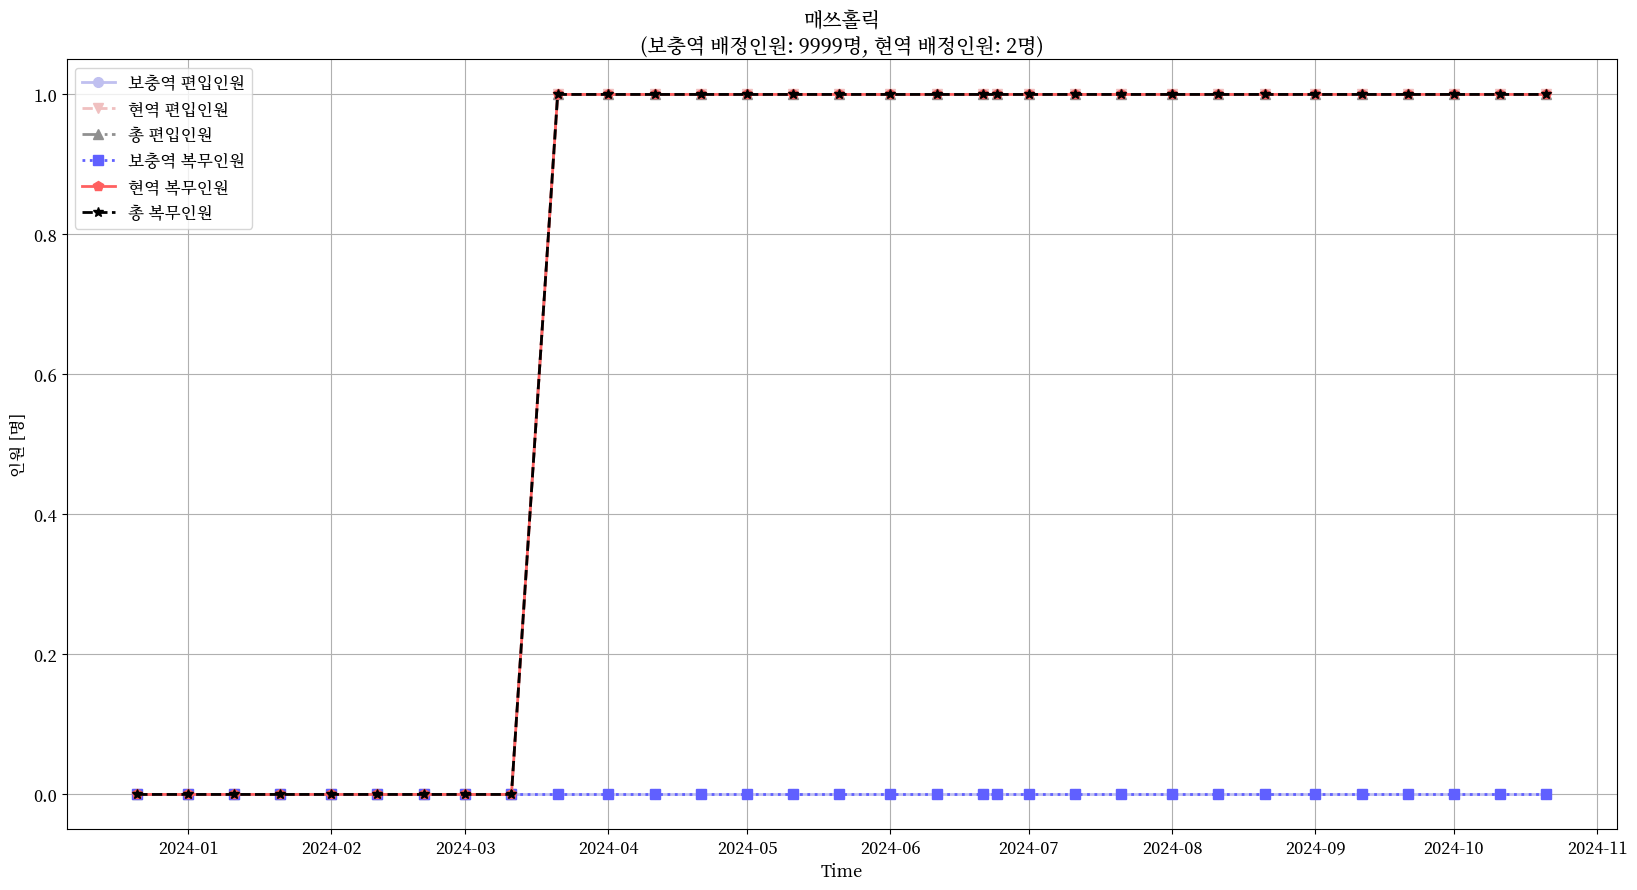 매쓰홀릭
(보충역 배정인원: 9999명, 현역 배정인원: 2명)
보충역 편입인원
현역 편입인원
총 편입인원
보충역 복무인원
현역 복무인원
총 복무인원
1.0
0.8
0.6
0.4
0.2
0.0
인원 [명]
2024-01 2024-02 2024-03 2024-04 2024-05 2024-06 2024-07 2024-08 2024-09 2024-10 2024-11
Time